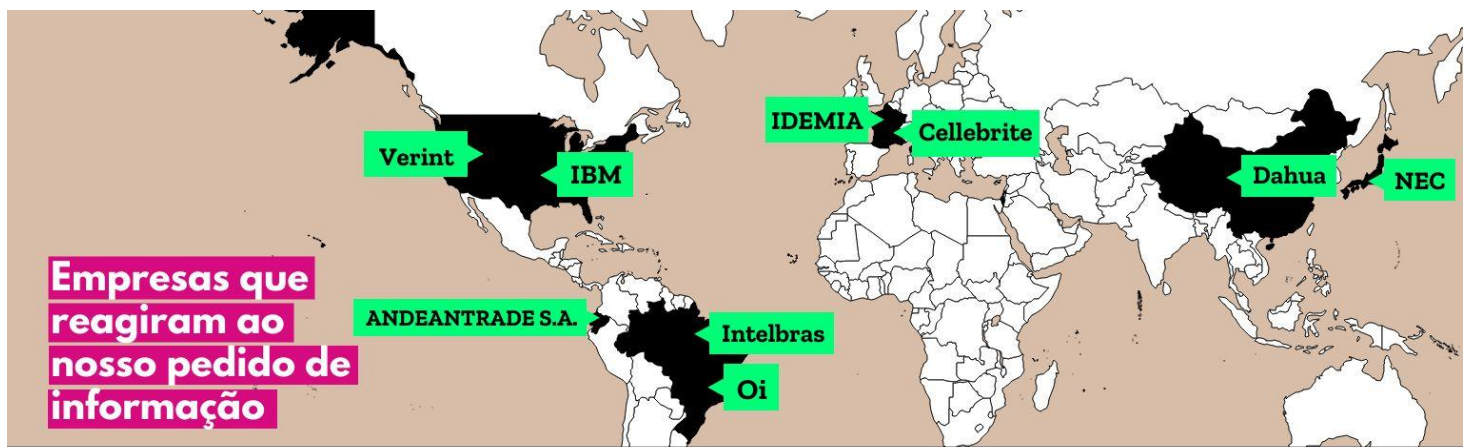 IDEMIA
Cellebrite
Verint
IBM
Dahua
NEC
Empresas que
reagiram ao
nosso pedido de
informação
ANDEANTRADE S.A.
Intelbras
Oi